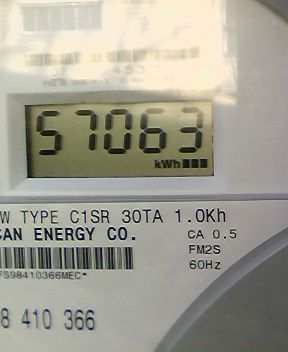 57063
kWh
W TYPE C1SR 30TA 1.0Kh
CAN ENERGY CO.
CA 0.5
FM2S
60Hz
FS98410366MEC*
8 410 366